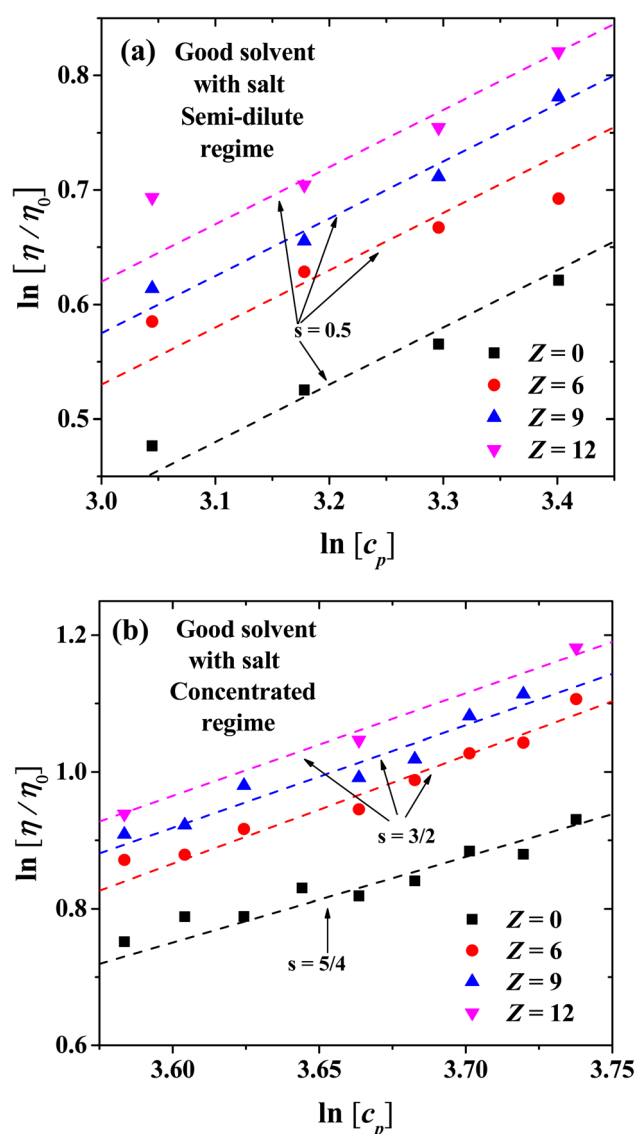 (a)
Good solvent
with salt
Semi-dilute
regime
ln [η / η0]
0.8
0.7
0.6
0.5
s = 0.5
Z = 0
Z = 6
Z = 9
Z = 12
3.0 3.1 3.2 3.3 3.4
ln [cp]
(b)
Good solvent
with salt
Concentrated
regime
ln [η / η0]
1.2
1.0
0.8
0.6
s = 3/2
s = 5/4
Z = 0
Z = 6
Z = 9
Z = 12
3.60 3.65 3.70 3.75
ln [cp]